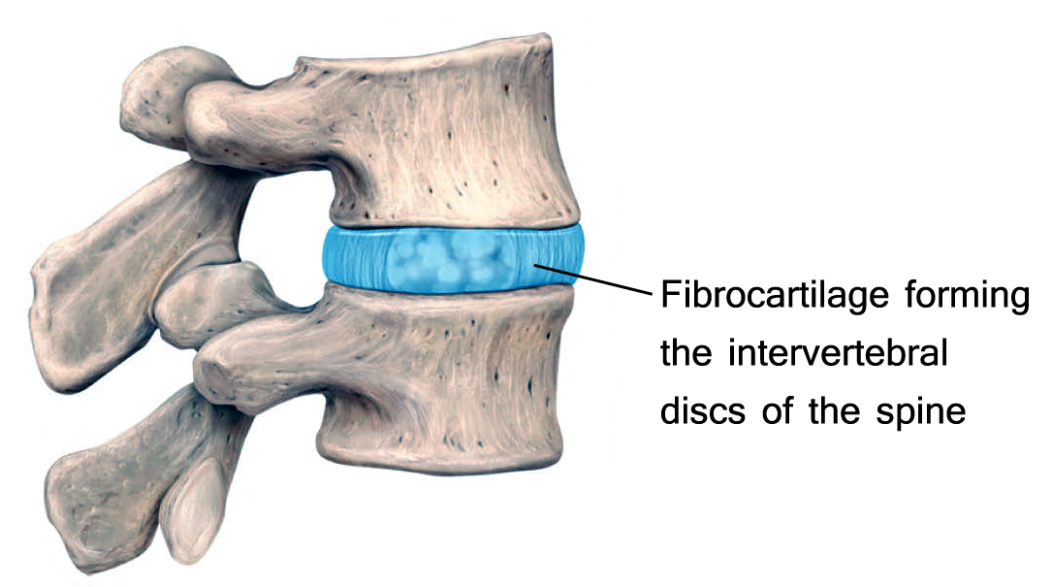 Fibrocartilage forming
the intervertebral
discs of the spine